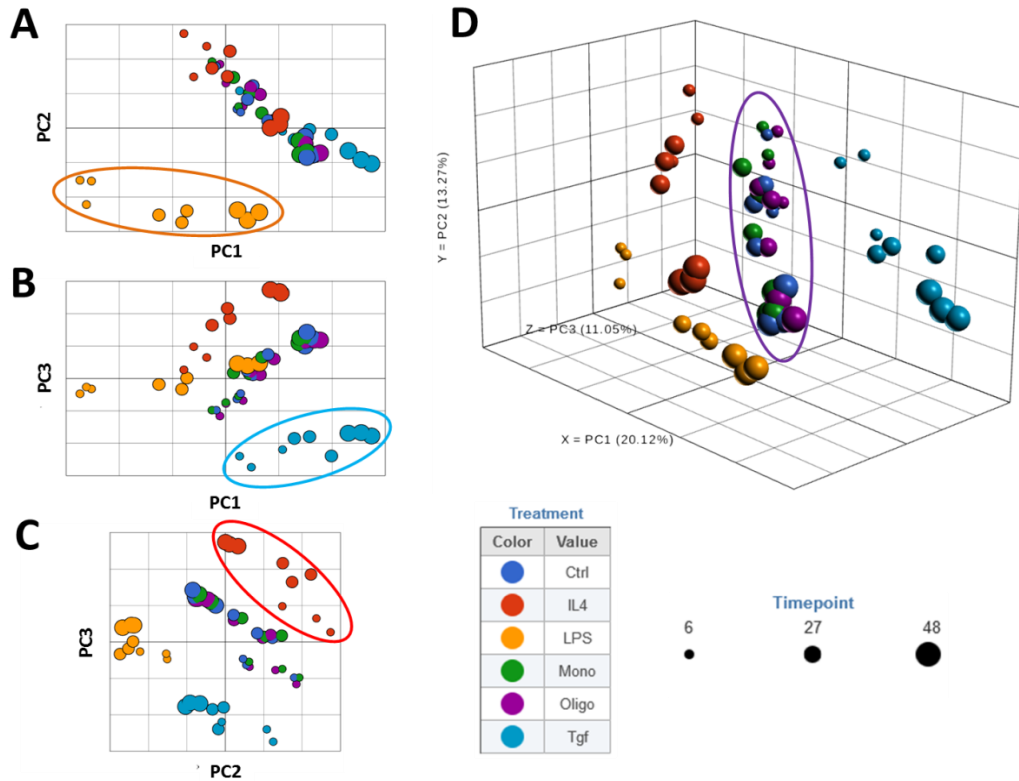 A
PC2
PC1
B
PC3
PC1
C
PC3
PC2
D
Y = PC2 (13.27%)
Z = PC3 (11.05%)
X = PC1 (20.12%)
Treatment
Color Value
Ctrl
IL4
LPS
Mono
Oligo
Tgf
Timepoint
6 27 48